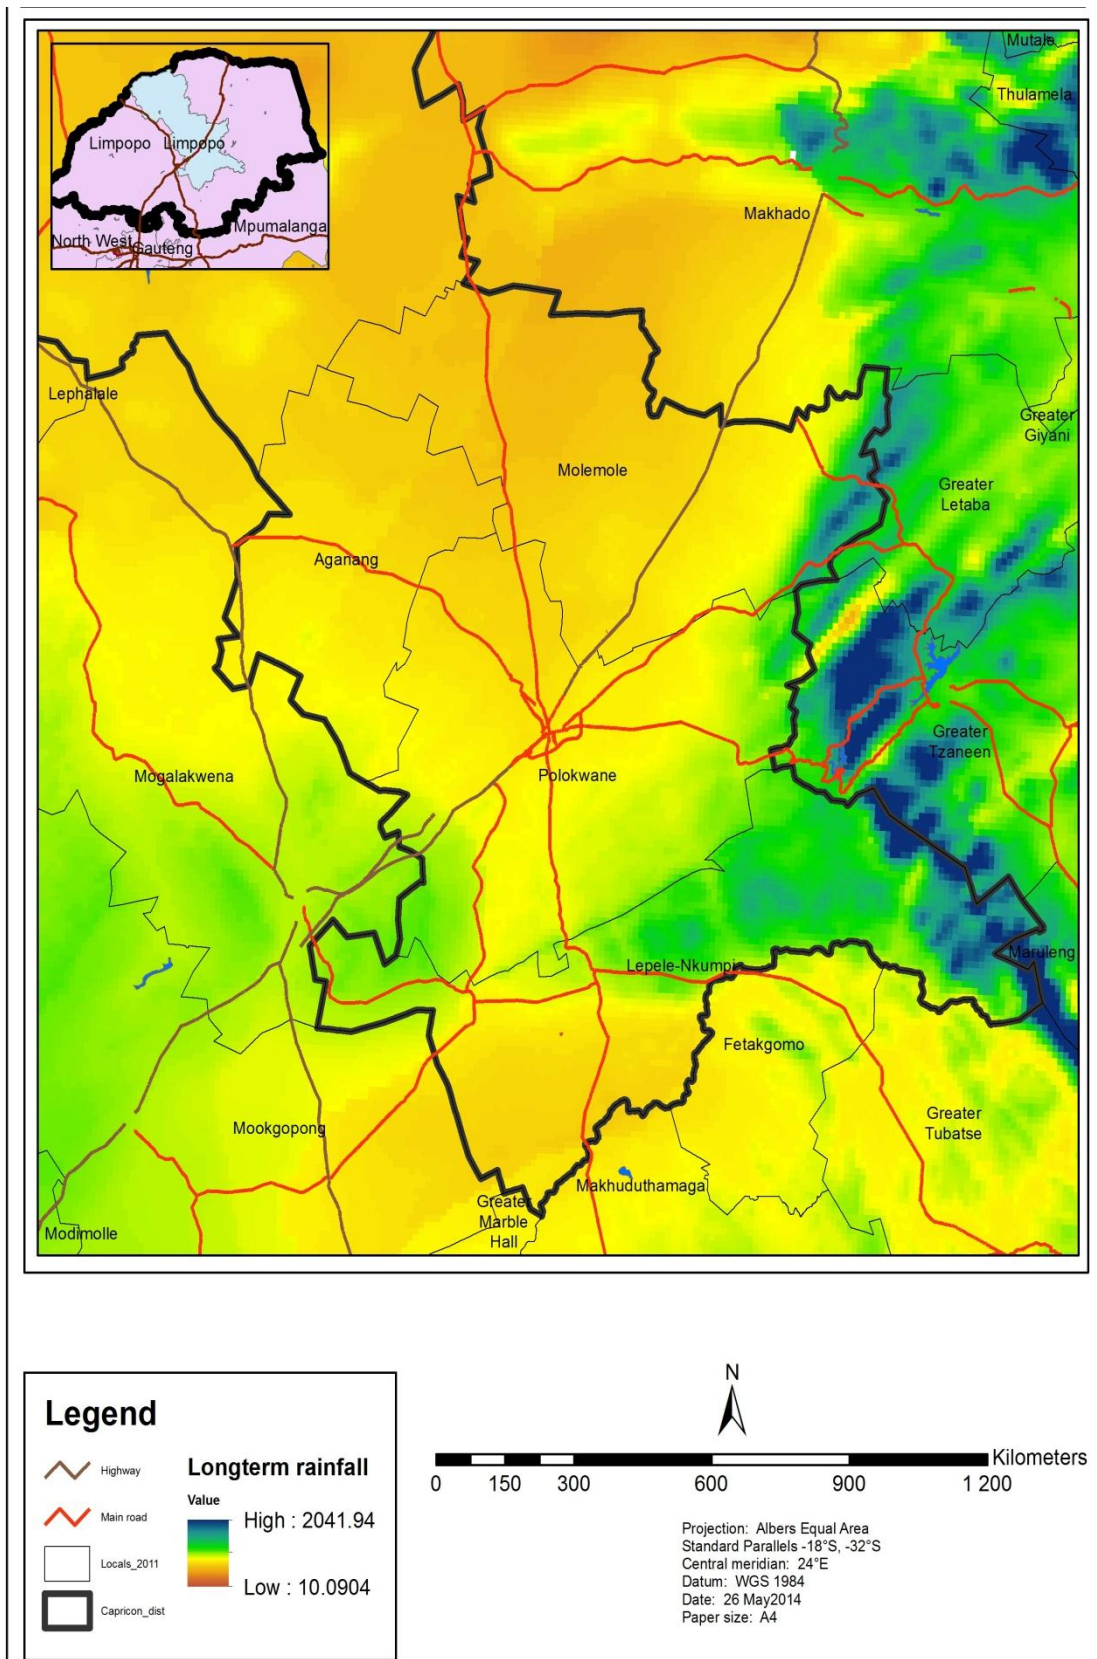 Mutale
Thulamela
Limpopo
Limpopo
Mpumalanga
North West
Gauteng
Makhado
Lephalale
Greater
Giyani
Molemole
Greater
Letaba
Aganang
Greater
Tzaneen
Mogalakwena
Polokwane
Lepele-Nkumpi
Maruleng
Fetakgomo
Greater
Tubatse
Mookgopong
Makhuduthamaga
Greater
Marble
Hall
Modimolle
N
Legend
Highway
Main road
Locals_2011
Capricon_dist
Longterm rainfall
Value
High : 2041.94
Low : 10.0904
Kilometers
0 150 300 600 900 1 200
Projection: Albers Equal Area
Standard Parallels -18°S, -32°S
Central meridian: 24°E
Datum: WGS 1984
Date: 26 May2014
Paper size: A4